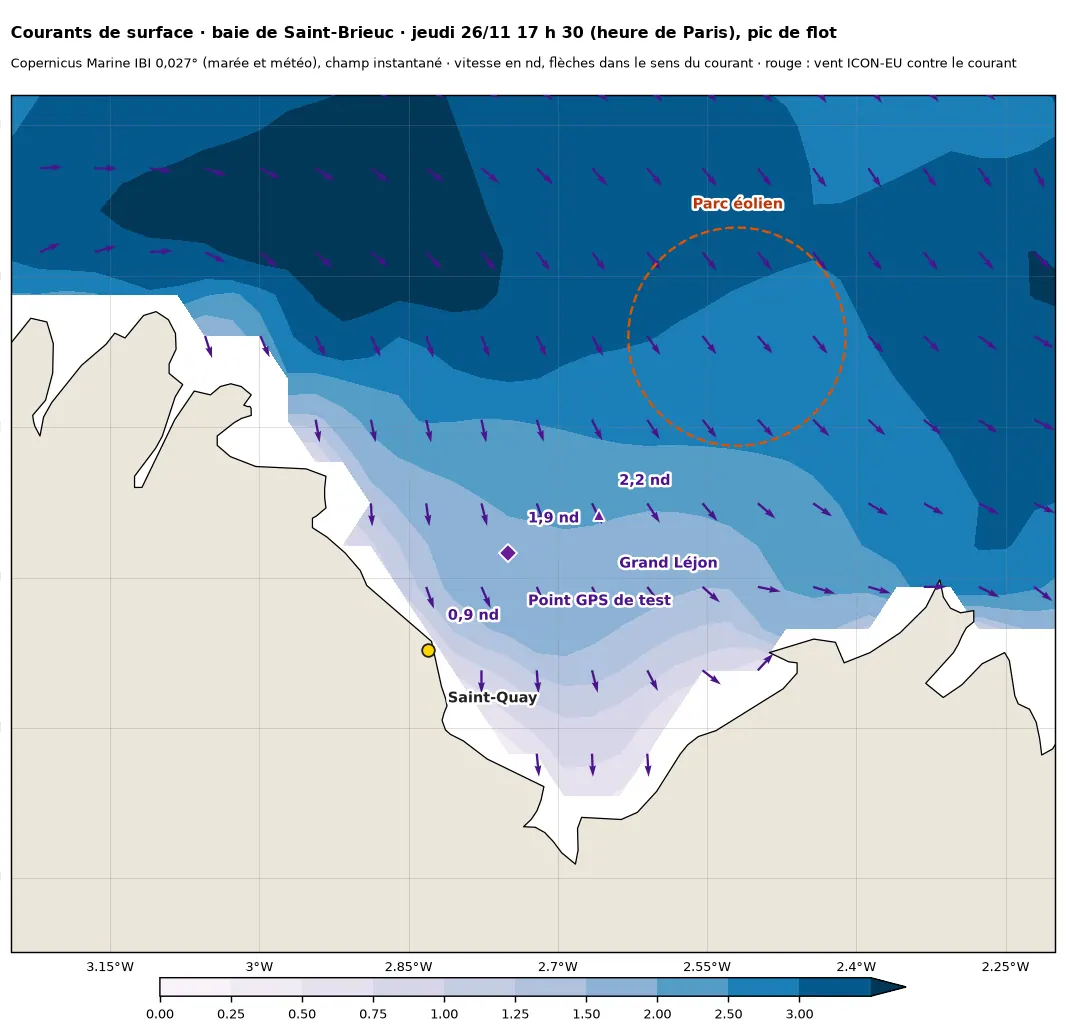 Courants de surface · baie de Saint-Brieuc · jeudi 26/11 17 h 30 (heure de Paris), pic de flot
Copernicus Marine IBI 0,027° (marée et météo), champ instantané · vitesse en nd, flèches dans le sens du courant · rouge : vent ICON-EU contre le courant
Parc éolien
2,2 nd
1,9 nd
Grand Léjon
Point GPS de test
0,9 nd
Saint-Quay
3.15°W 3°W 2.85°W 2.7°W 2.55°W 2.4°W 2.25°W
0.00 0.25 0.50 0.75 1.00 1.25 1.50 2.00 2.50 3.00